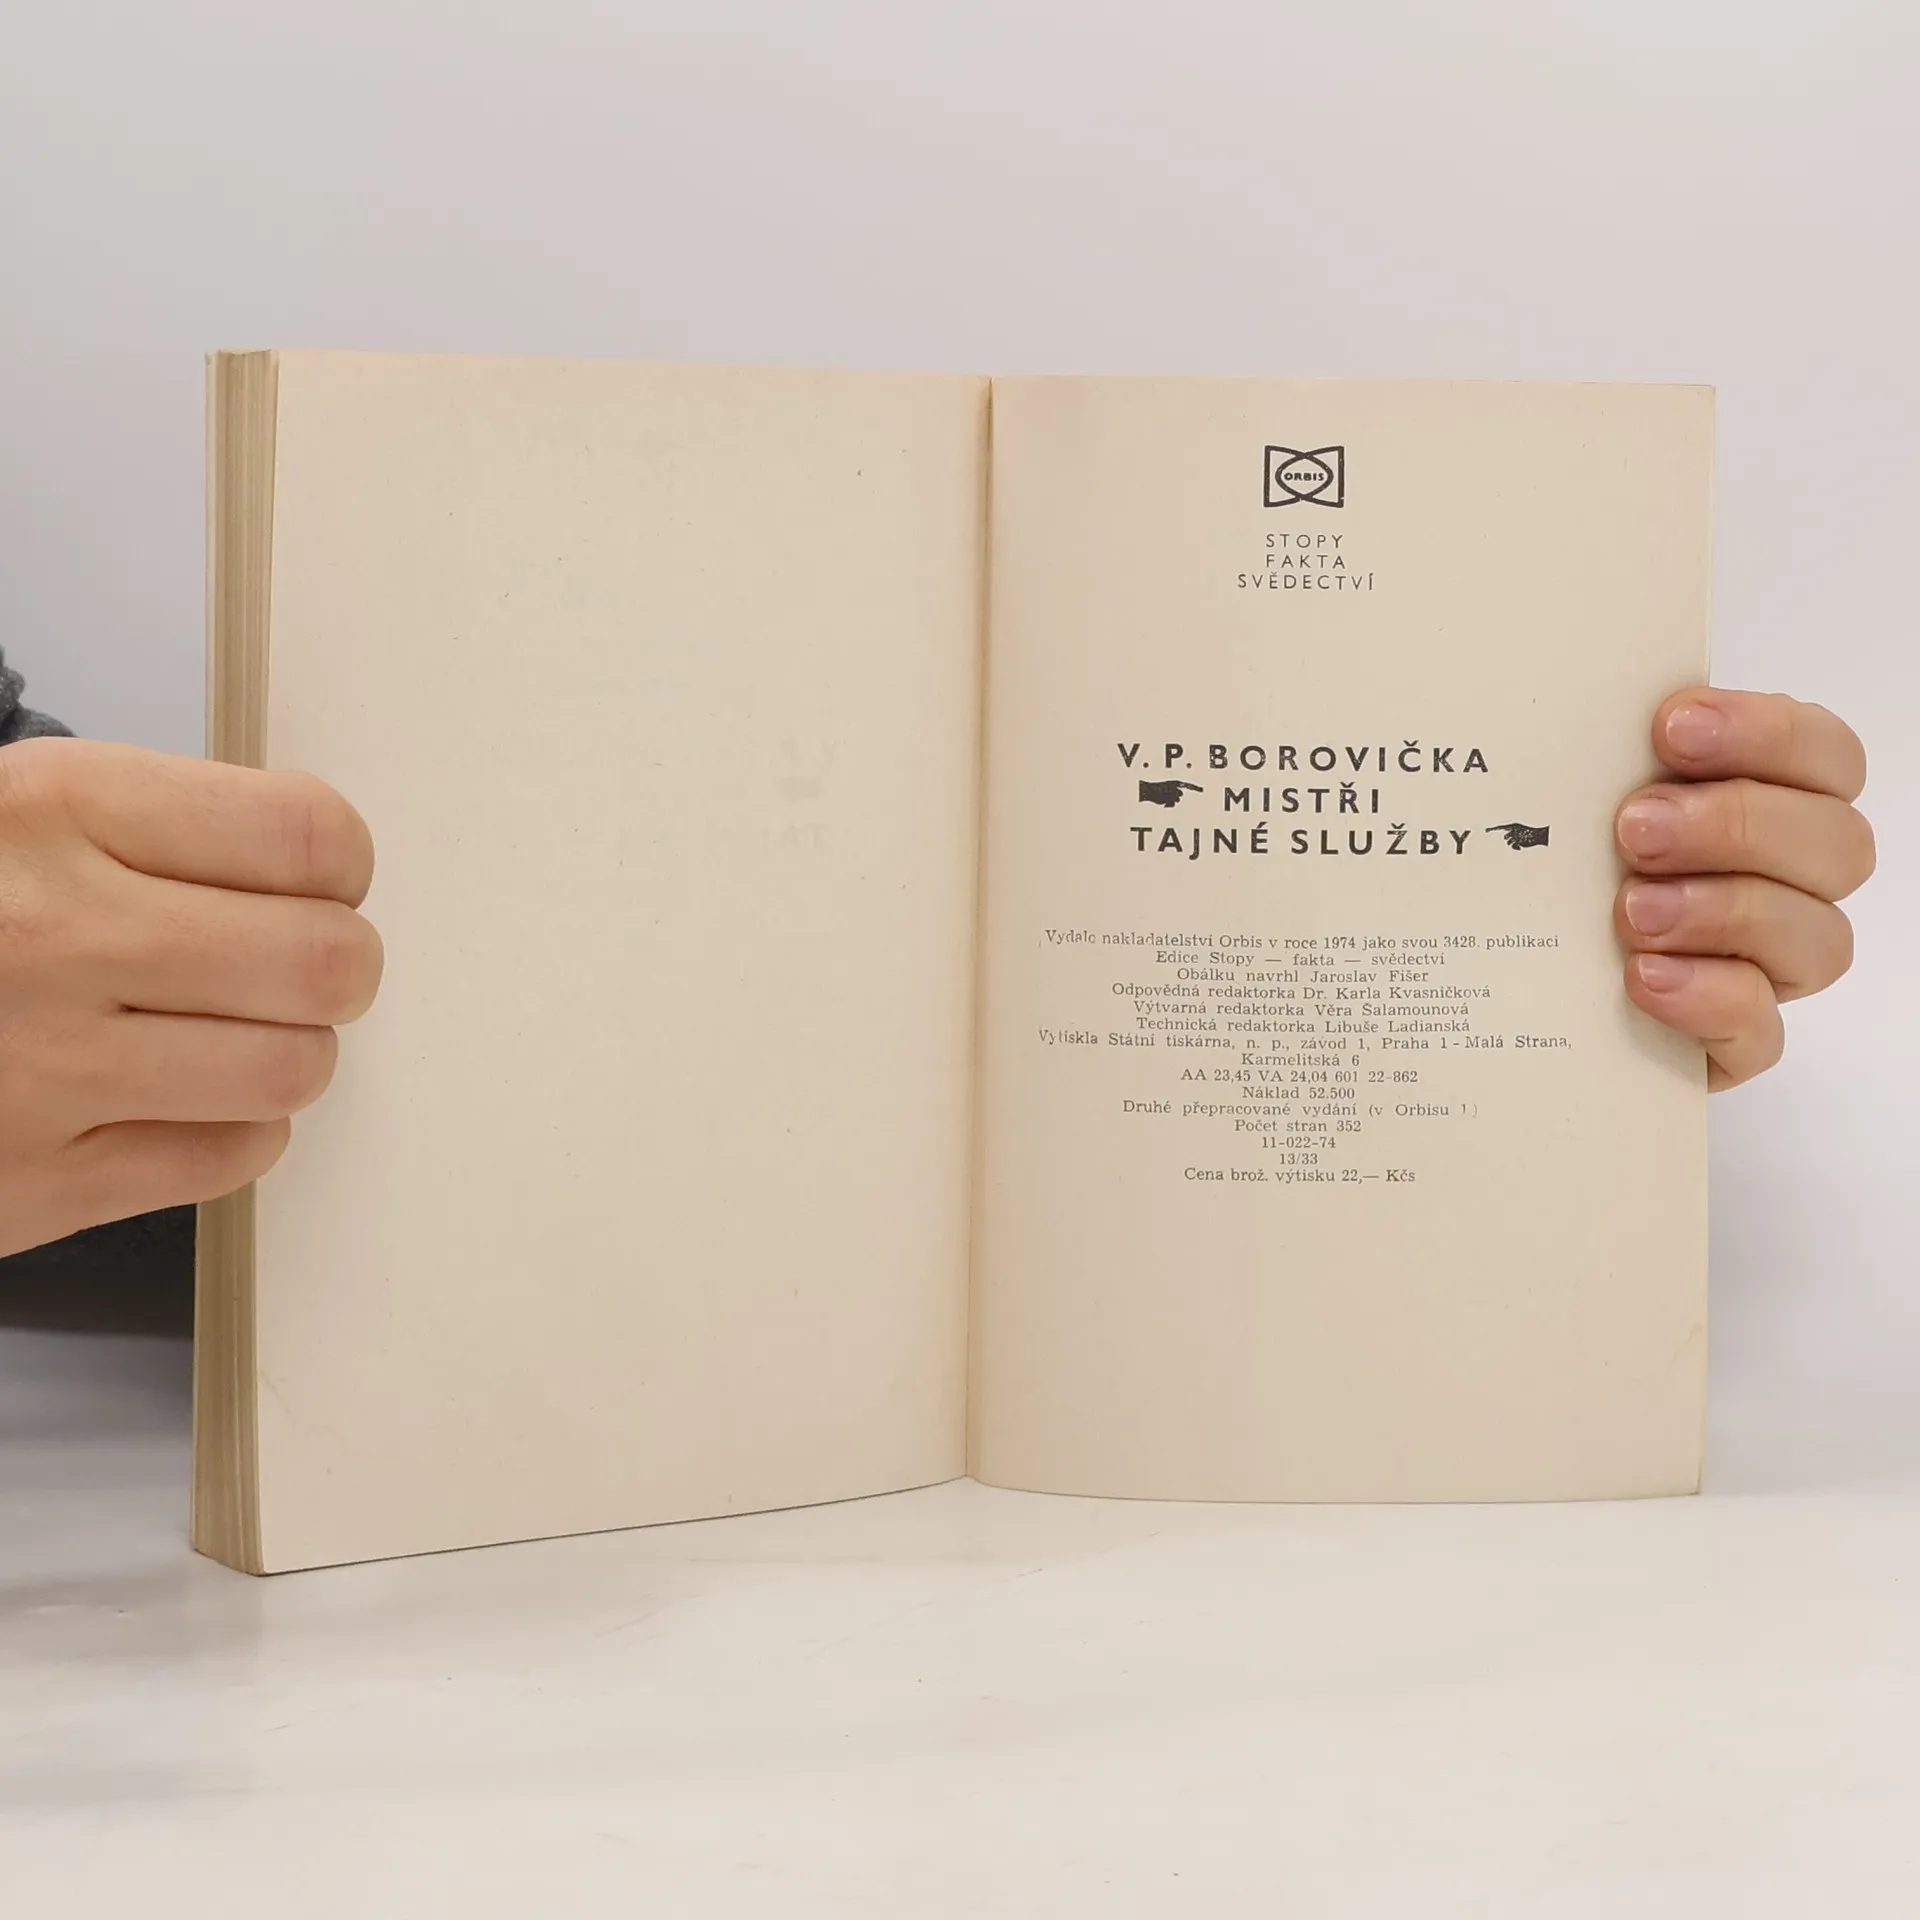 ORBIS
STOPY
FAKTA
SVĚDECTVÍ
V. P. BOROVIČKA
MISTŘI
TAJNÉ SLUŽBY
Vydalo nakladatelství Orbis v roce 1974 jako svou 3428. publikaci
Edice Stopy — fakta — svědectví
Obálku navrhl Jaroslav Fišer
Odpovědná redaktorka Dr. Karla Kvasničková
Výtvarná redaktorka Věra Šalamounová
Technická redaktorka Libuše Ladianská
Vytiskla Státní tiskárna, n. p., závod 1, Praha 1 - Malá Strana,
Karmelitská 6
AA 23,45 VA 24,04 601 22-862
Náklad 52.500
Druhé přepracované vydání (v Orbisu 1)
Počet stran 352
11-022-74
13/33
Cena brož. výtisku 22,— Kčs